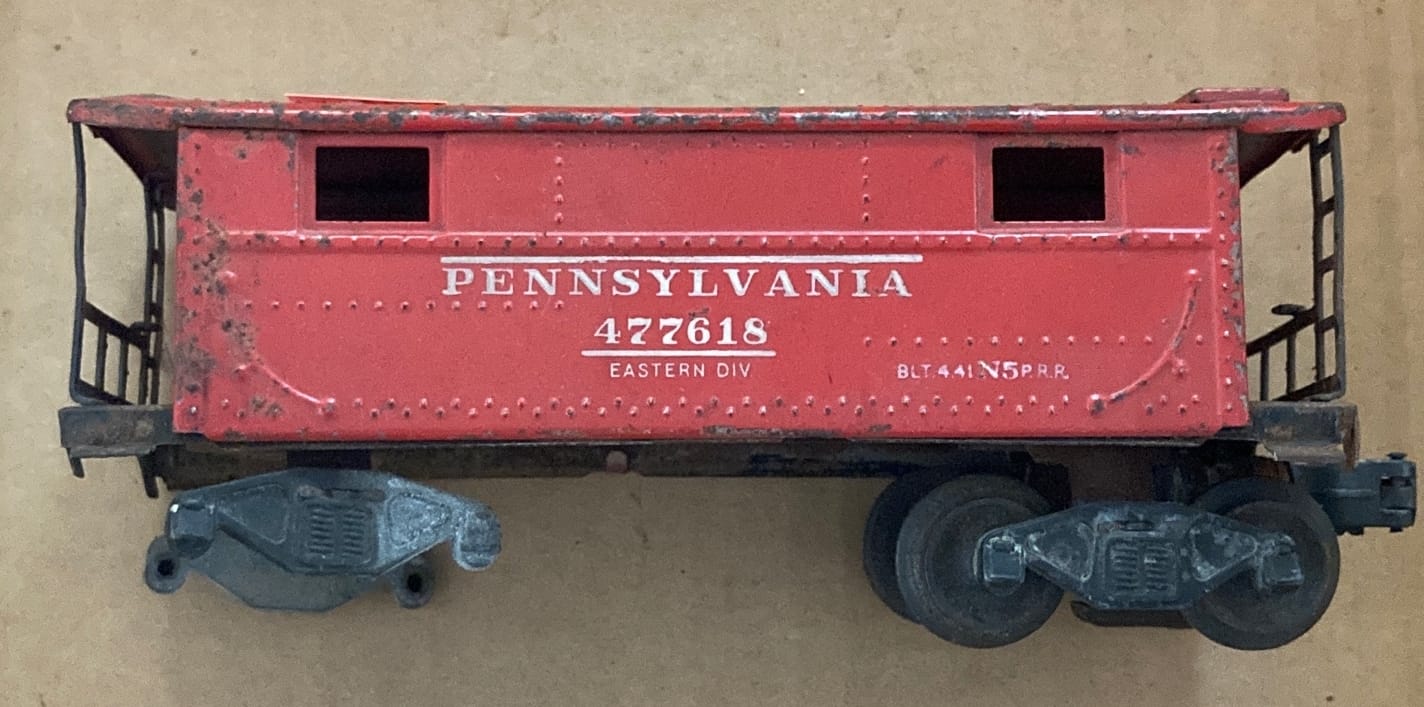 PENNSYLVANIA
477618
EASTERN DIV.
BLT. 4.41 N5 P.R.R.